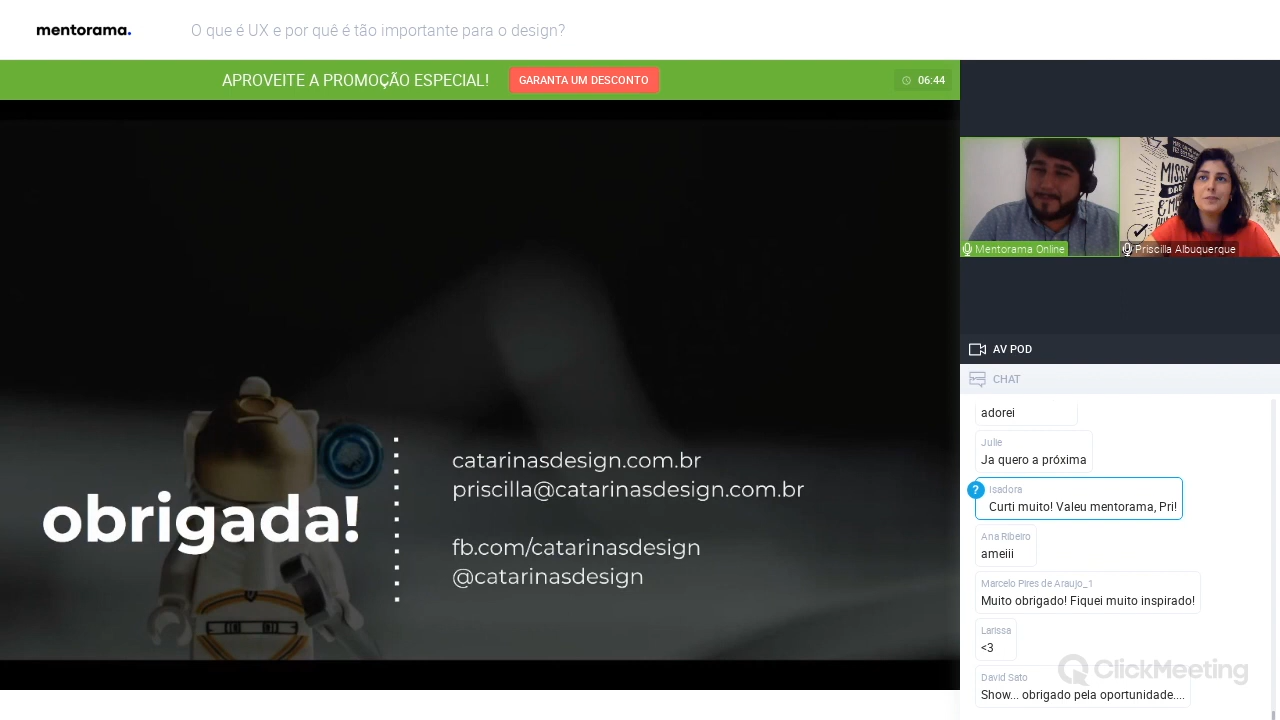 mentorama.
O que é UX e por quê é tão importante para o design?
APROVEITE A PROMOÇÃO ESPECIAL!
GARANTA UM DESCONTO
06:44
obrigada!
catarinasdesign.com.br
priscilla@catarinasdesign.com.br
fb.com/catarinasdesign
@catarinasdesign
MISSÃO
Mentorama Online
Priscilla Albuquerque
AV POD
CHAT
adorei
Julie
Ja quero a próxima
?
Isadora
Curti muito! Valeu mentorama, Pri!
Ana Ribeiro
ameiii
Marcelo Pires de Araujo_1
Muito obrigado! Fiquei muito inspirado!
Larissa
<3
David Sato
Show... obrigado pela oportunidade....
ClickMeeting